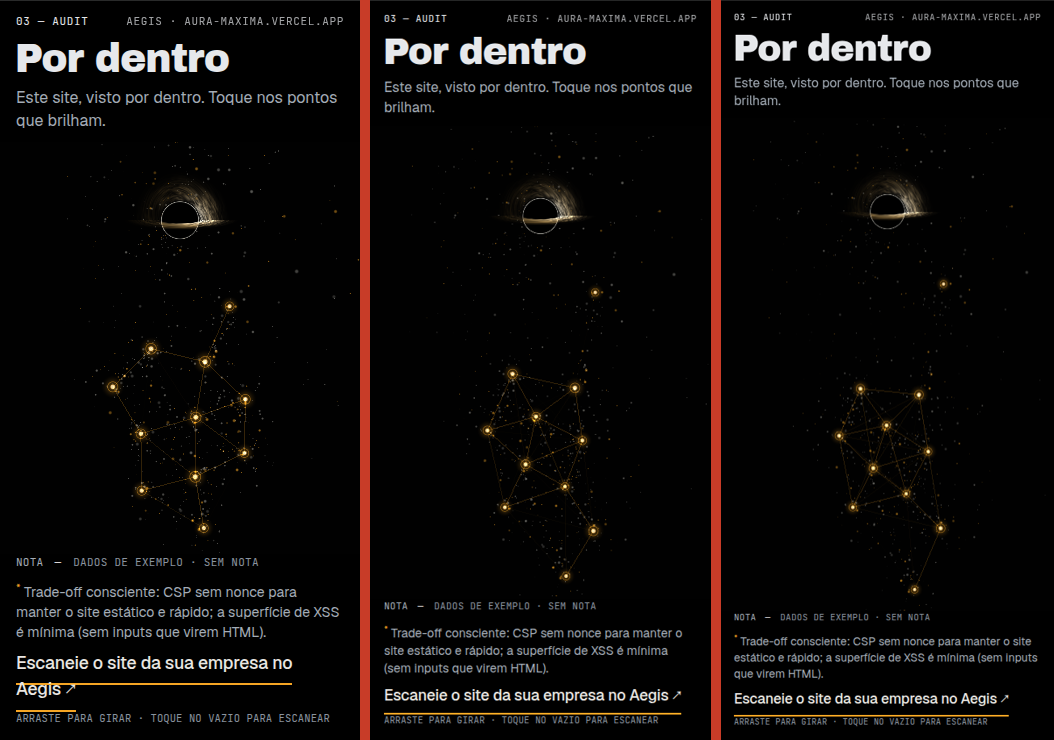 03 — AUDIT
AEGIS · AURA-MAXIMA.VERCEL.APP
Por dentro
Este site, visto por dentro. Toque nos pontos
que brilham.
NOTA — DADOS DE EXEMPLO · SEM NOTA
* Trade-off consciente: CSP sem nonce para
manter o site estático e rápido; a superfície de XSS
é mínima (sem inputs que virem HTML).
Escaneie o site da sua empresa no
Aegis ↗
ARRASTE PARA GIRAR · TOQUE NO VAZIO PARA ESCANEAR
03 — AUDIT
AEGIS · AURA-MAXIMA.VERCEL.APP
Por dentro
Este site, visto por dentro. Toque nos pontos que
brilham.
NOTA — DADOS DE EXEMPLO · SEM NOTA
* Trade-off consciente: CSP sem nonce para manter o
site estático e rápido; a superfície de XSS é mínima
(sem inputs que virem HTML).
Escaneie o site da sua empresa no Aegis ↗
ARRASTE PARA GIRAR · TOQUE NO VAZIO PARA ESCANEAR
03 — AUDIT
AEGIS · AURA-MAXIMA.VERCEL.APP
Por dentro
Este site, visto por dentro. Toque nos pontos que
brilham.
NOTA — DADOS DE EXEMPLO · SEM NOTA
* Trade-off consciente: CSP sem nonce para manter o site
estático e rápido; a superfície de XSS é mínima (sem inputs
que virem HTML).
Escaneie o site da sua empresa no Aegis ↗
ARRASTE PARA GIRAR · TOQUE NO VAZIO PARA ESCANEAR